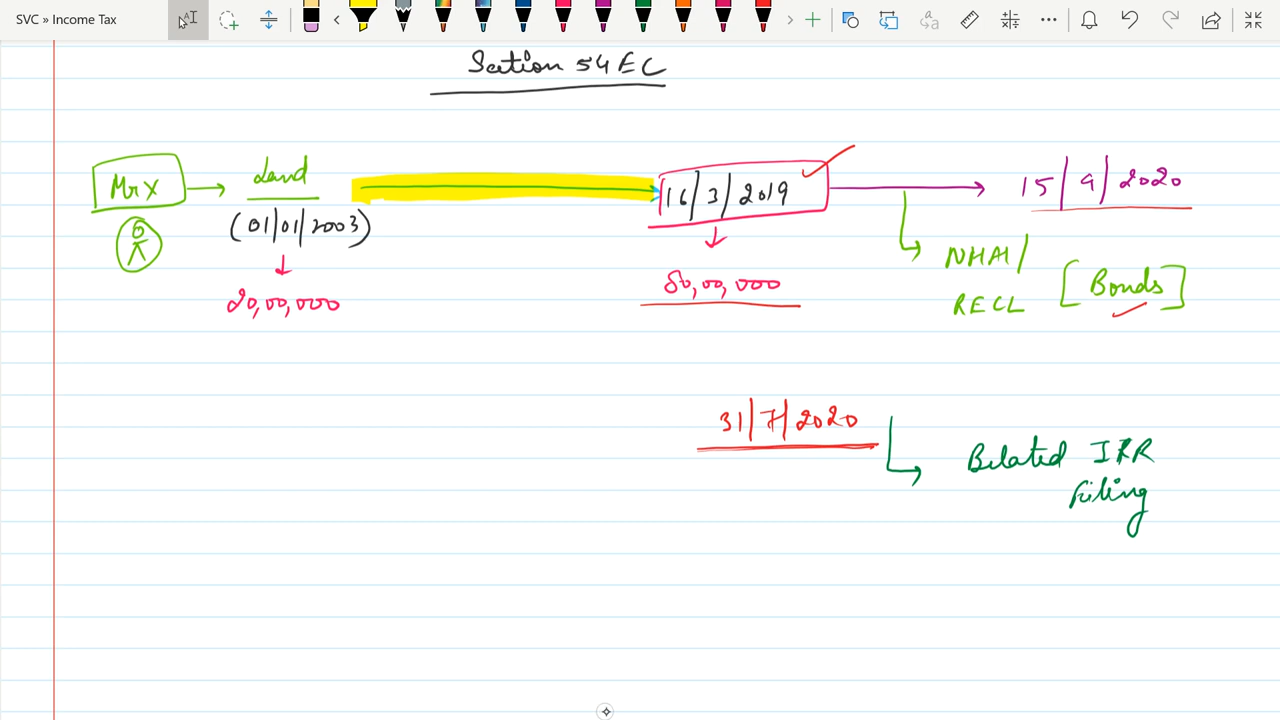 SVC » Income Tax
Section 54EC
Mr X
Land
(01/01/2003)
20,00,000
16/3/2019
80,00,000
15/9/2020
NHAI/
RECL
[Bonds]
31/7/2020
Belated ITR
Filing